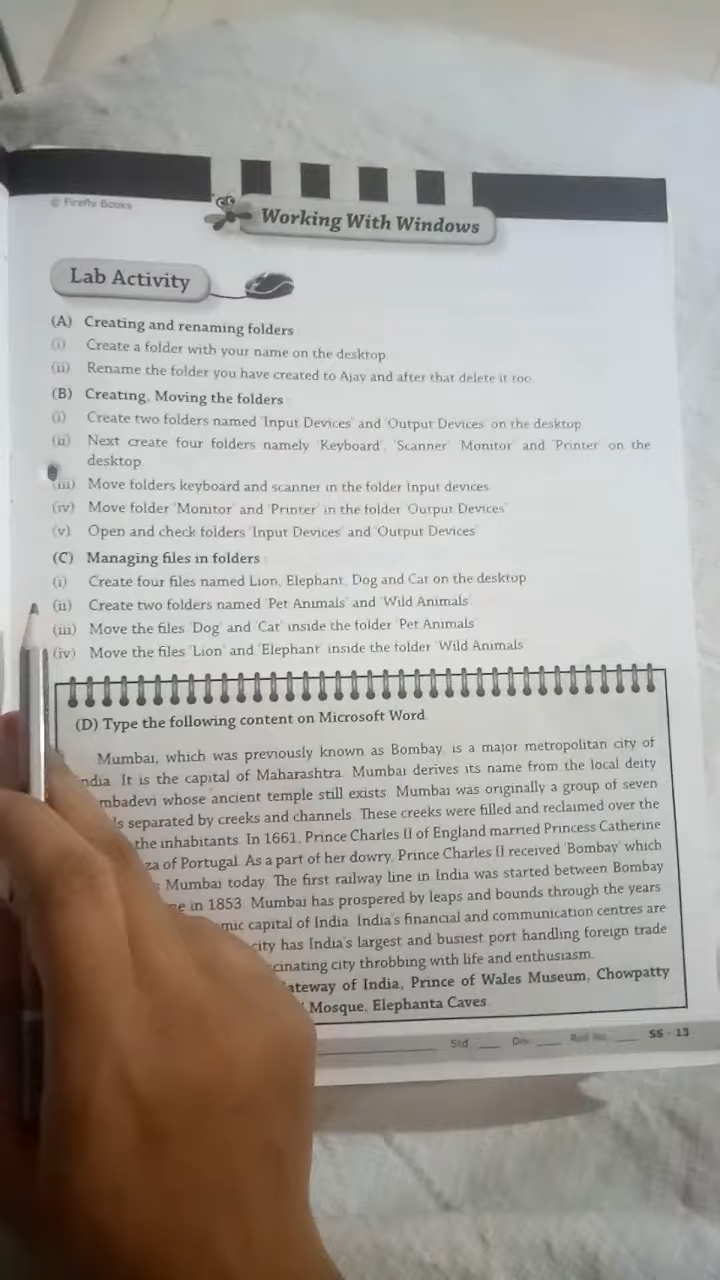 © Firefly Books
Working With Windows
Lab Activity
(A) Creating and renaming folders
(i) Create a folder with your name on the desktop
(ii) Rename the folder you have created to Ajay and after that delete it too
(B) Creating, Moving the folders
(i) Create two folders named 'Input Devices' and 'Output Devices' on the desktop
(ii) Next create four folders namely 'Keyboard', 'Scanner' 'Monitor' and 'Printer' on the
desktop
(iii) Move folders keyboard and scanner in the folder Input devices
(iv) Move folder 'Monitor' and 'Printer' in the folder 'Output Devices'
(v) Open and check folders 'Input Devices' and 'Output Devices'
(C) Managing files in folders
(i) Create four files named Lion, Elephant, Dog and Cat on the desktop
(ii) Create two folders named 'Pet Animals' and 'Wild Animals'
(iii) Move the files 'Dog' and 'Cat' inside the folder 'Pet Animals'
(iv) Move the files 'Lion' and 'Elephant' inside the folder 'Wild Animals'
(D) Type the following content on Microsoft Word
Mumbai, which was previously known as Bombay, is a major metropolitan city of
ndia. It is the capital of Maharashtra. Mumbai derives its name from the local deity
mbadevi whose ancient temple still exists. Mumbai was originally a group of seven
ls separated by creeks and channels. These creeks were filled and reclaimed over the
the inhabitants. In 1661, Prince Charles II of England married Princess Catherine
za of Portugal. As a part of her dowry, Prince Charles II received 'Bombay' which
Mumbai today. The first railway line in India was started between Bombay
ne in 1853. Mumbai has prospered by leaps and bounds through the years
mic capital of India. India's financial and communication centres are
city has India's largest and busiest port handling foreign trade
cinating city throbbing with life and enthusiasm.
ateway of India, Prince of Wales Museum, Chowpatty
Mosque, Elephanta Caves
Std ___ Div ___ Roll No. ___ SS - 13